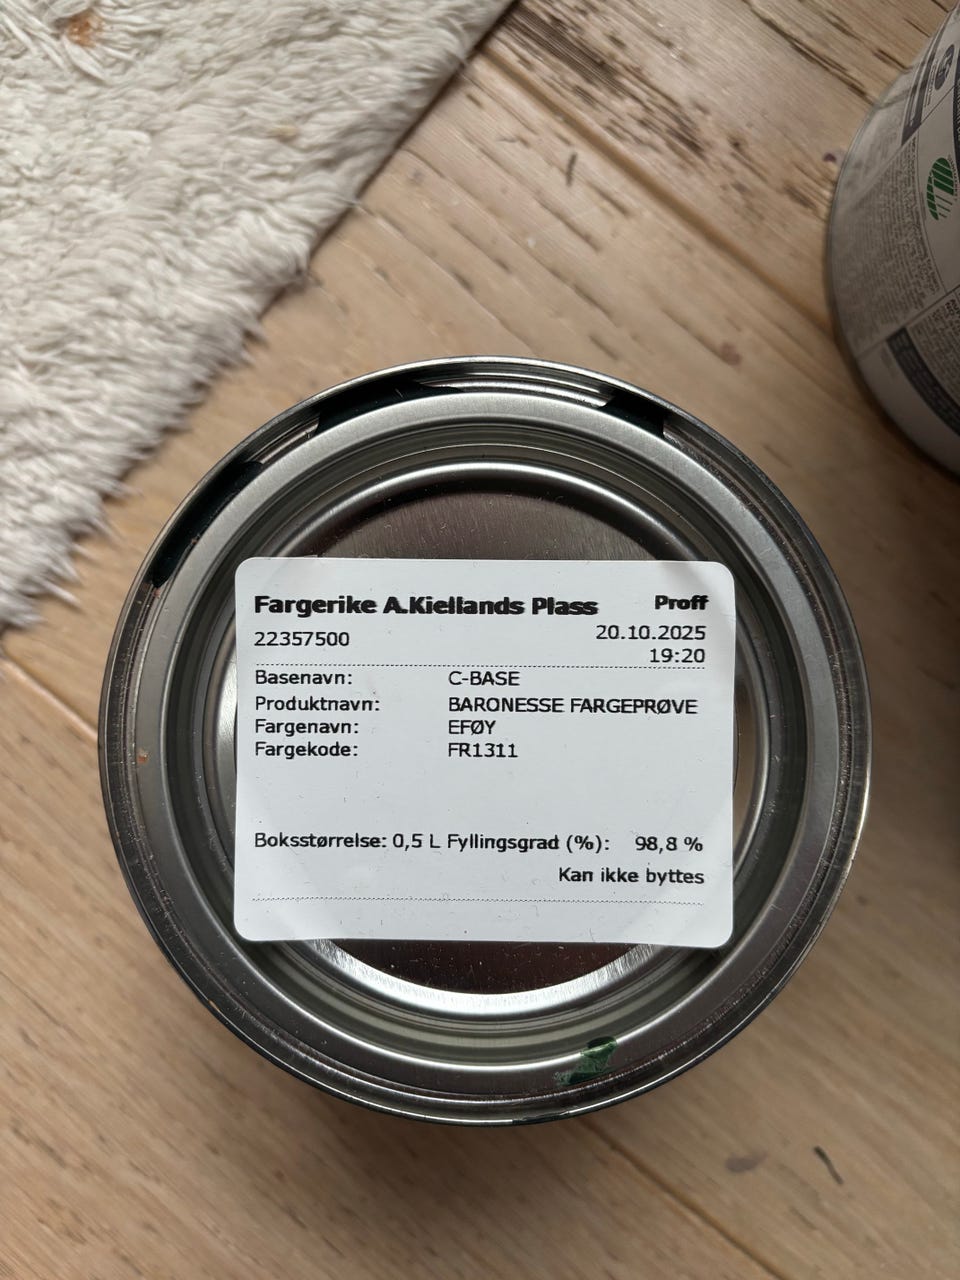 Fargerike A.Kiellands Plass Proff
22357500 20.10.2025
19:20
Basenavn: C-BASE
Produktnavn: BARONESSE FARGEPRØVE
Fargenavn: EFØY
Fargekode: FR1311
Boksstørrelse: 0,5 L Fyllingsgrad (%): 98,8 %
Kan ikke byttes